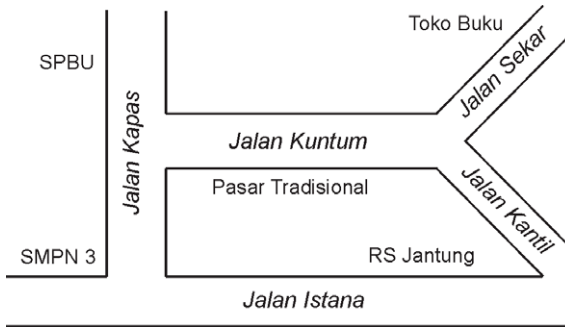 Toko Buku
SPBU
Jalan Sekar
Jalan Kapas
Jalan Kuntum
Pasar Tradisional
Jalan Kantil
SMPN 3
RS Jantung
Jalan Istana